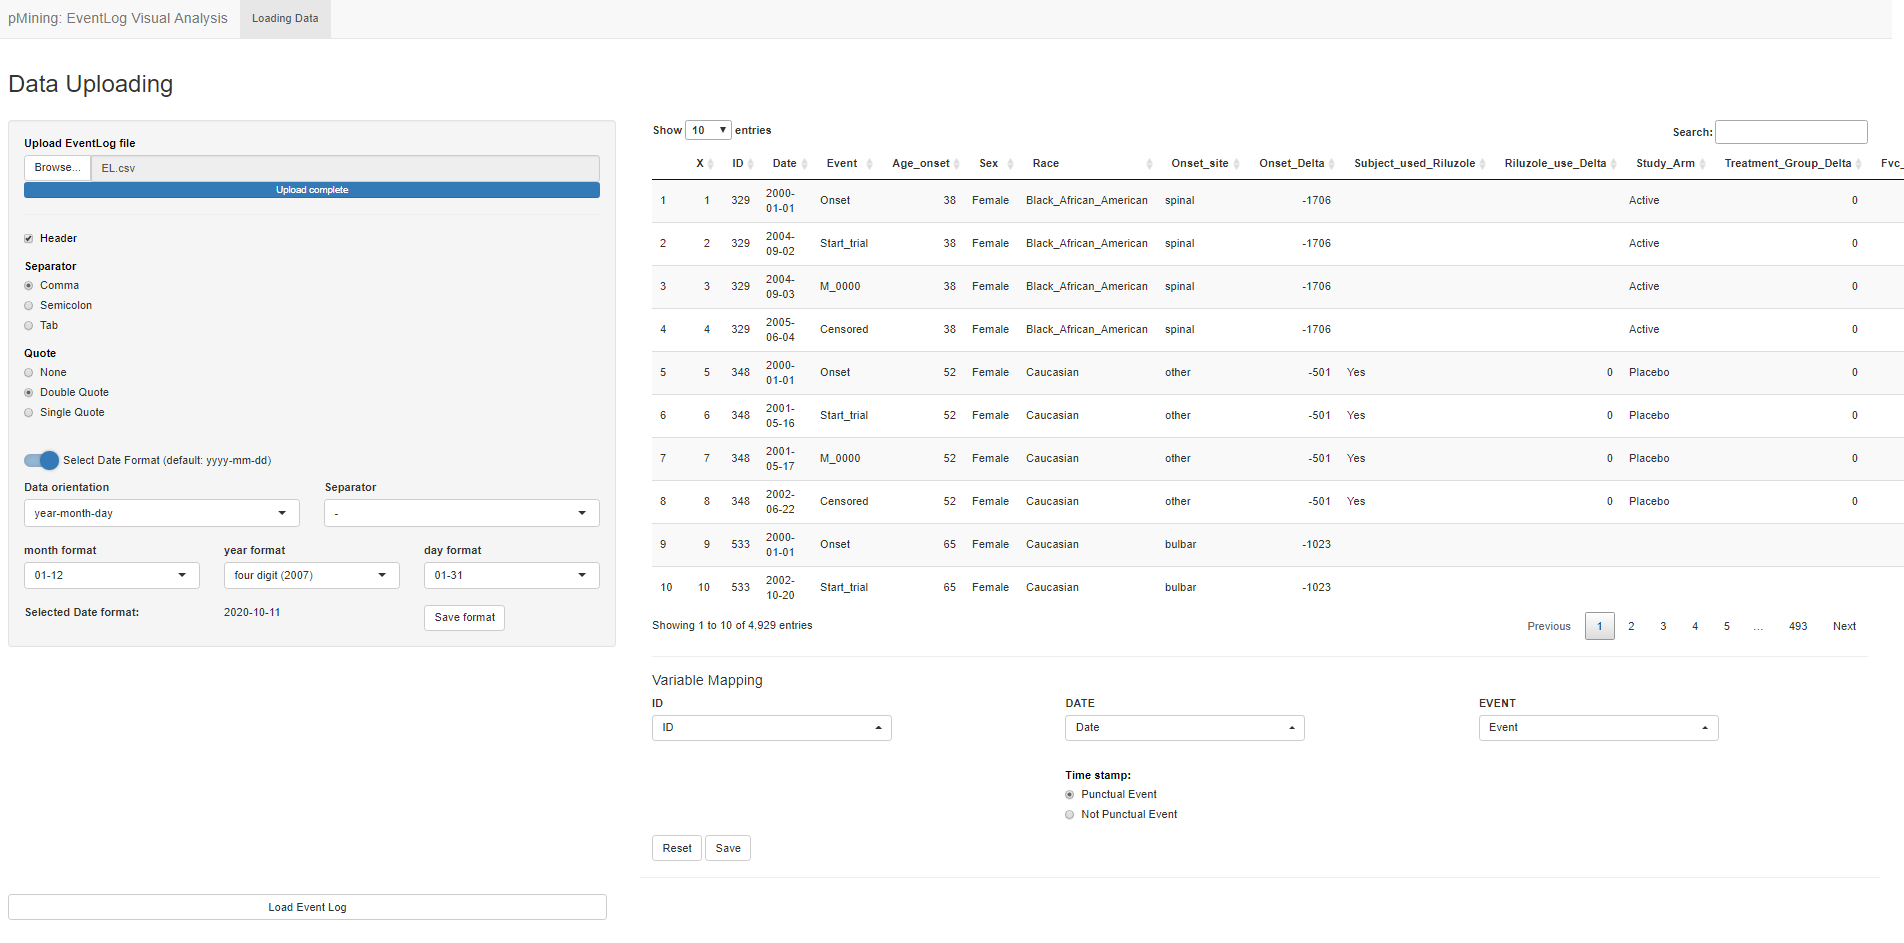 pMining: EventLog Visual Analysis Loading Data
Data Uploading
Upload EventLog file
Browse... EL.csv
Upload complete
Header
Separator
Comma
Semicolon
Tab
Quote
None
Double Quote
Single Quote
Select Date Format (default: yyyy-mm-dd)
Data orientation Separator
year-month-day -
month format year format day format
01-12 four digit (2007) 01-31
Selected Date format: 2020-10-11 Save format
Load Event Log
Show 10 entries Search:
X ID Date Event Age_onset Sex Race Onset_site Onset_Delta Subject_used_Riluzole Riluzole_use_Delta Study_Arm Treatment_Group_Delta Fvc_
1 1 329 2000-01-01 Onset 38 Female Black_African_American spinal -1706 Active 0
2 2 329 2004-09-02 Start_trial 38 Female Black_African_American spinal -1706 Active 0
3 3 329 2004-09-03 M_0000 38 Female Black_African_American spinal -1706 Active 0
4 4 329 2005-06-04 Censored 38 Female Black_African_American spinal -1706 Active 0
5 5 348 2000-01-01 Onset 52 Female Caucasian other -501 Yes 0 Placebo 0
6 6 348 2001-05-16 Start_trial 52 Female Caucasian other -501 Yes 0 Placebo 0
7 7 348 2001-05-17 M_0000 52 Female Caucasian other -501 Yes 0 Placebo 0
8 8 348 2002-06-22 Censored 52 Female Caucasian other -501 Yes 0 Placebo 0
9 9 533 2000-01-01 Onset 65 Female Caucasian bulbar -1023
10 10 533 2002-10-20 Start_trial 65 Female Caucasian bulbar -1023
Showing 1 to 10 of 4,929 entries Previous 1 2 3 4 5 ... 493 Next
Variable Mapping
ID DATE EVENT
ID Date Event
Time stamp:
Punctual Event
Not Punctual Event
Reset Save